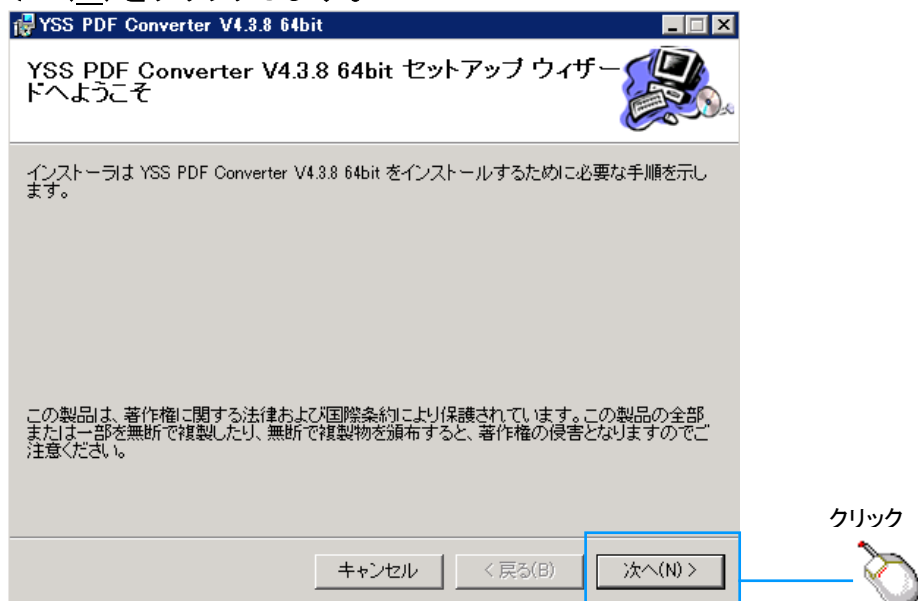 YSS PDF Converter V4.3.8 64bit
YSS PDF Converter V4.3.8 64bit セットアップ ウィザー
ドへようこそ
インストーラは YSS PDF Converter V4.3.8 64bit をインストールするために必要な手順を示し
ます。
この製品は、著作権に関する法律および国際条約により保護されています。この製品の全部
または一部を無断で複製したり、無断で複製物を頒布すると、著作権の侵害となりますのでご
注意ください。
クリック
キャンセル
< 戻る(B)
次へ(N) >